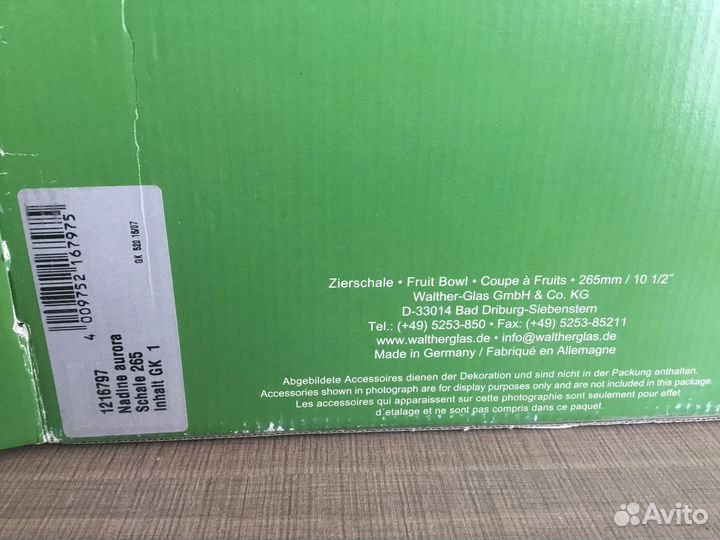 4 009752 167975
GK 520 15/07
1216797
Nadine aurora
Schale 265
Inhalt GK 1
Zierschale • Fruit Bowl • Coupe à Fruits • 265mm / 10 1/2"
Walther-Glas GmbH & Co. KG
D-33014 Bad Driburg-Siebenstern
Tel.: (+49) 5253-850 • Fax: (+49) 5253-85211
www.waltherglas.de • info@waltherglas.de
Made in Germany / Fabriqué en Allemagne
Abgebildete Accessoires dienen der Dekoration und sind nicht in der Packung enthalten.
Accessories shown in photograph are for display purposes only and are not included in this package.
Les accessoires qui apparaissent sur cette photographie sont seulement pour effet
d´etalage et ne sont pas compris dans ce paquet.
Avito